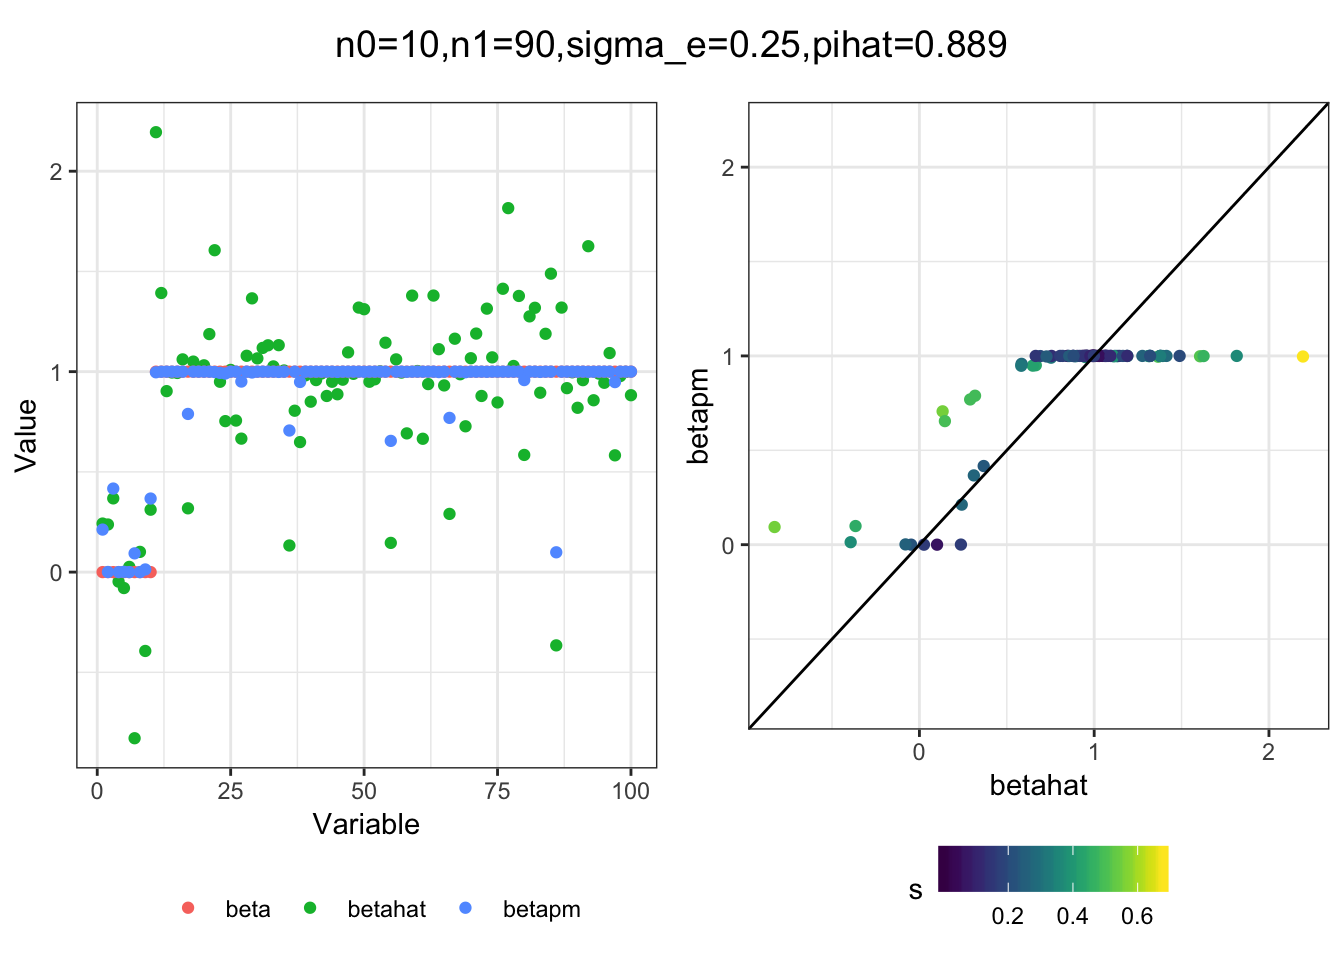 n0=10,n1=90,sigma_e=0.25,pihat=0.889
Value
2
1
0
0 25 50 75 100
Variable
beta betahat betapm
betapm
2
1
0
0 1 2
betahat
s
0.2 0.4 0.6